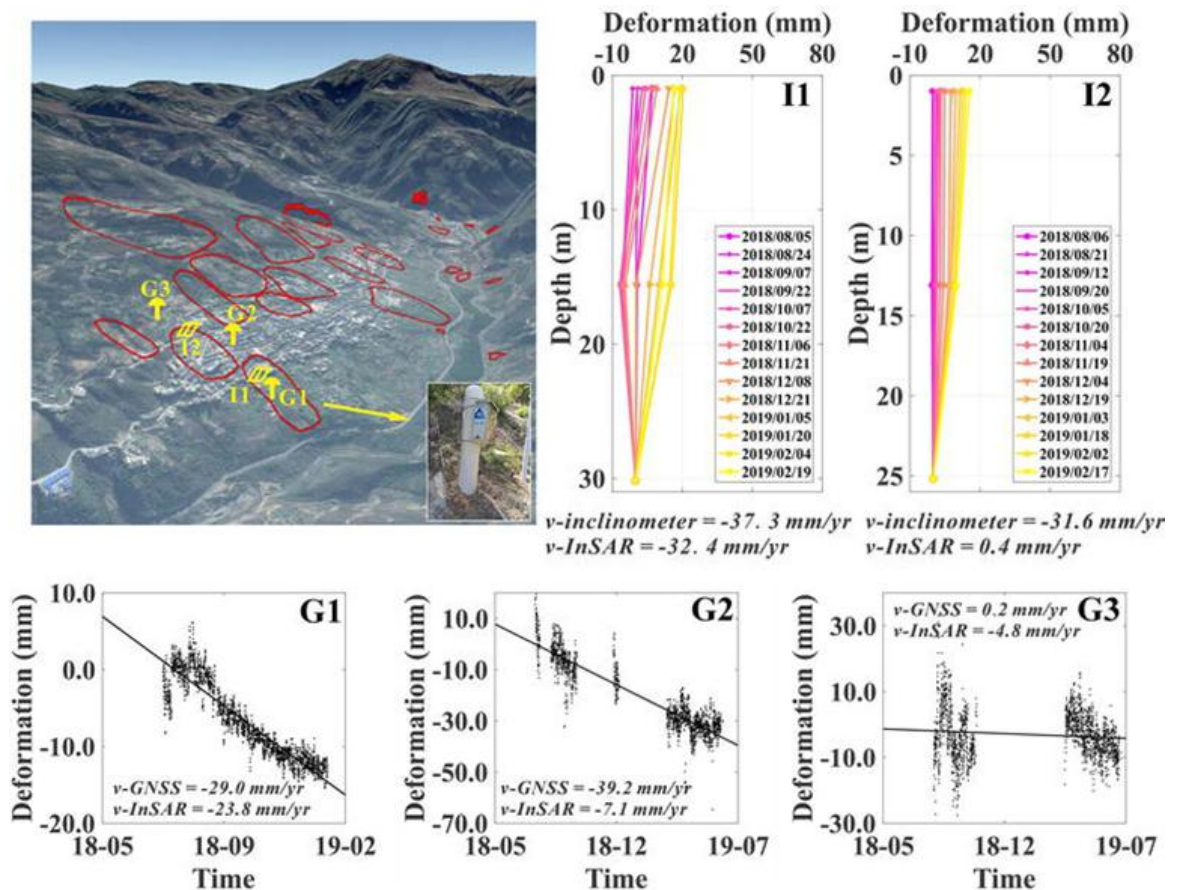 G3
G2
I2
I1
G1
Deformation (mm)
-10 20 80
I1
0
10
20
30
Depth (m)
2018/08/05
2018/08/24
2018/09/07
2018/09/22
2018/10/07
2018/10/22
2018/11/06
2018/11/21
2018/12/08
2018/12/21
2019/01/05
2019/01/20
2019/02/04
2019/02/19
v-inclinometer = -37. 3 mm/yr
v-InSAR = -32. 4 mm/yr
Deformation (mm)
-10 20 80
I2
0
5
10
15
20
25
Depth (m)
2018/08/06
2018/08/21
2018/09/12
2018/09/20
2018/10/05
2018/10/20
2018/11/04
2018/11/19
2018/12/04
2018/12/19
2019/01/03
2019/01/18
2019/02/02
2019/02/17
v-inclinometer = -31.6 mm/yr
v-InSAR = 0.4 mm/yr
G1
Deformation (mm)
10.0
0.0
-10.0
-20.0
v-GNSS = -29.0 mm/yr
v-InSAR = -23.8 mm/yr
18-05 18-09 19-02
Time
G2
Deformation (mm)
10.0
-10.0
-30.0
-50.0
-70.0
v-GNSS = -39.2 mm/yr
v-InSAR = -7.1 mm/yr
18-05 18-12 19-07
Time
G3
v-GNSS = 0.2 mm/yr
v-InSAR = -4.8 mm/yr
Deformation (mm)
30.0
10.0
-10.0
-30.0
18-05 18-12 19-07
Time